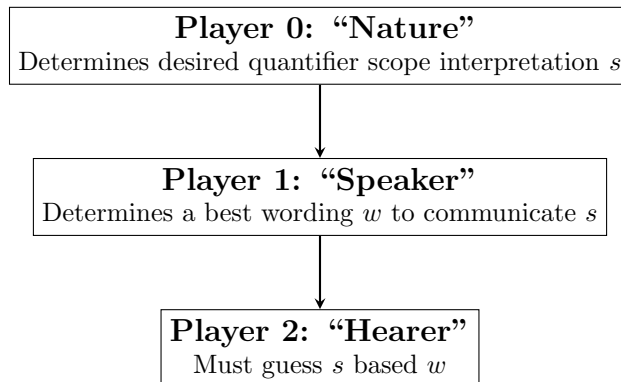 Player 0: “Nature”
Determines desired quantifier scope interpretation s
Player 1: “Speaker”
Determines a best wording w to communicate s
Player 2: “Hearer”
Must guess s based w